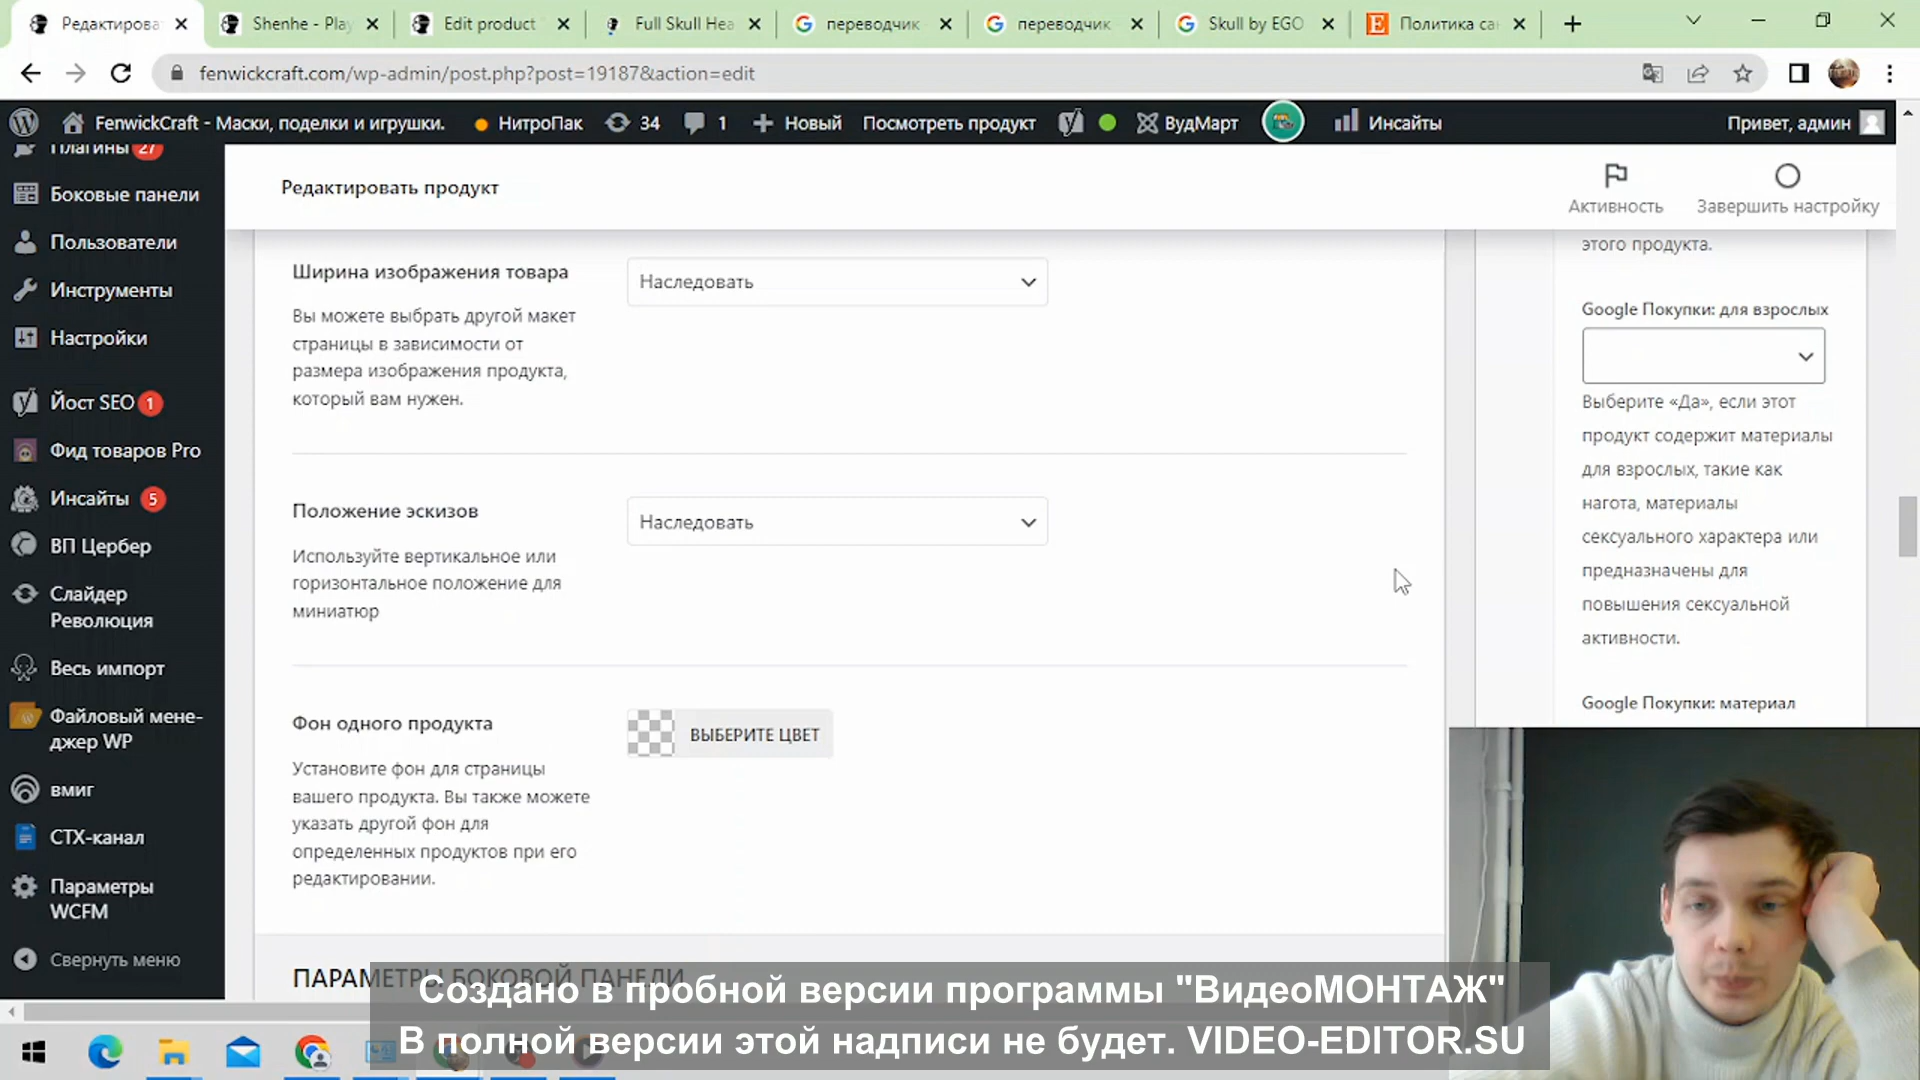 Редактирова
Shenhe - Play
Edit product
Full Skull Hea
переводчик
переводчик
Skull by EGO
Политика са
fenwickcraft.com/wp-admin/post.php?post=19187&action=edit
FenwickCraft - Маски, поделки и игрушки.
НитроПак
34
1
Новый
Посмотреть продукт
ВудМарт
Инсайты
Привет, админ
Плагины 27
Боковые панели
Пользователи
Инструменты
Настройки
Йост SEO 1
Фид товаров Pro
Инсайты 5
ВП Цербер
Слайдер
Революция
Весь импорт
Файловый мене-
джер WP
вмиг
СТХ-канал
Параметры
WCFM
Свернуть меню
Редактировать продукт
Активность
Завершить настройку
Ширина изображения товара
Наследовать
Вы можете выбрать другой макет
страницы в зависимости от
размера изображения продукта,
который вам нужен.
Положение эскизов
Наследовать
Используйте вертикальное или
горизонтальное положение для
миниатюр
Фон одного продукта
ВЫБЕРИТЕ ЦВЕТ
Установите фон для страницы
вашего продукта. Вы также можете
указать другой фон для
определенных продуктов при его
редактировании.
ПАРАМЕТРЫ БОКОВОЙ ПАНЕЛИ
этого продукта.
Google Покупки: для взрослых
Выберите «Да», если этот
продукт содержит материалы
для взрослых, такие как
нагота, материалы
сексуального характера или
предназначены для
повышения сексуальной
активности.
Google Покупки: материал
Создано в пробной версии программы "ВидеоМОНТАЖ"
В полной версии этой надписи не будет. VIDEO-EDITOR.SU